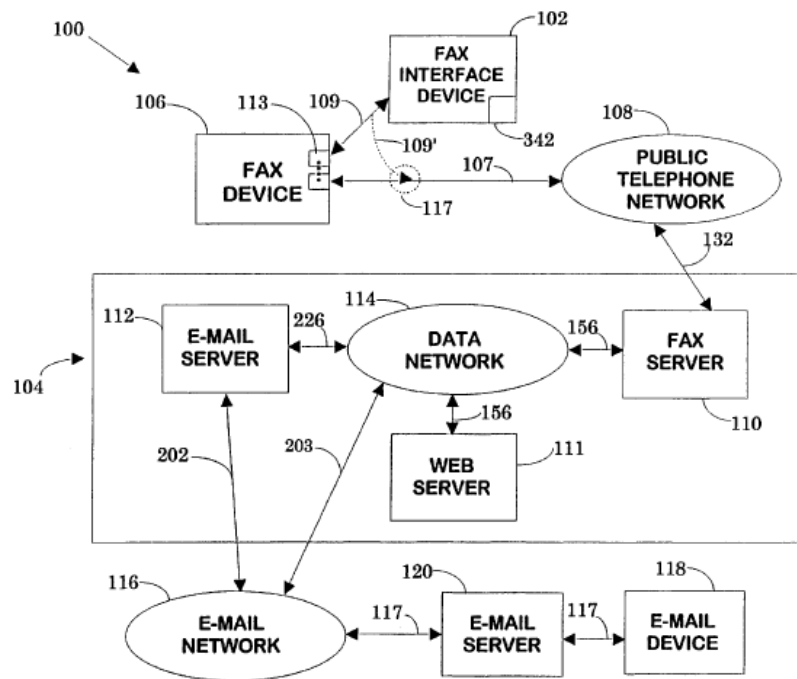 100
102
FAX
INTERFACE
DEVICE
342
106
113
109
109'
FAX
DEVICE
117
107
108
PUBLIC
TELEPHONE
NETWORK
132
104
112
E-MAIL
SERVER
226
114
DATA
NETWORK
156
FAX
SERVER
110
156
111
WEB
SERVER
202
203
116
E-MAIL
NETWORK
117
120
E-MAIL
SERVER
117
118
E-MAIL
DEVICE